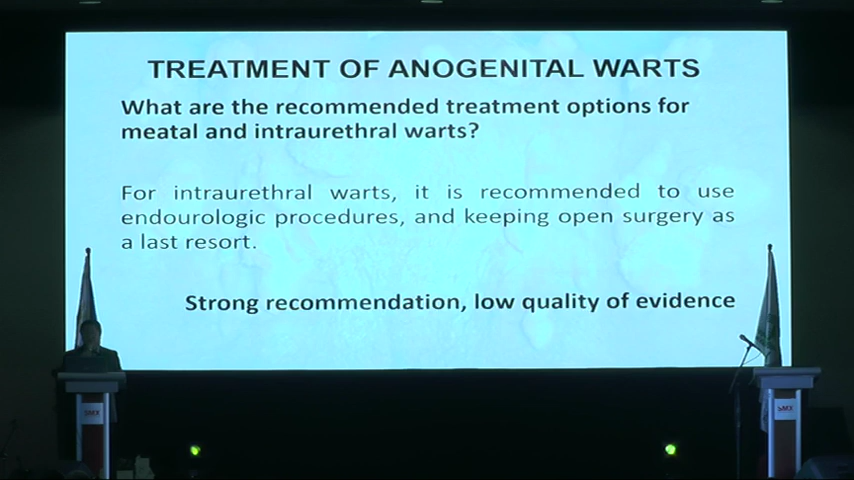 TREATMENT OF ANOGENITAL WARTS
What are the recommended treatment options for
meatal and intraurethral warts?
For intraurethral warts, it is recommended to use
endourologic procedures, and keeping open surgery as
a last resort.
Strong recommendation, low quality of evidence
SMX
SMX